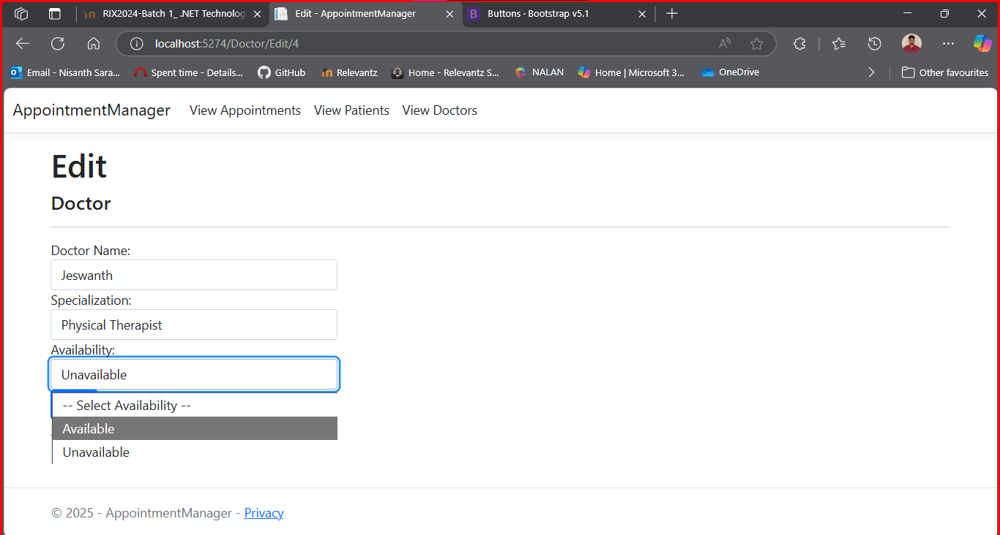 RIX2024-Batch 1_ .NET Technolog
Edit - AppointmentManager
Buttons · Bootstrap v5.1
localhost:5274/Doctor/Edit/4
Email - Nisanth Sara...
Spent time - Details...
GitHub
Relevantz
Home - Relevantz S...
NALAN
Home | Microsoft 3...
OneDrive
Other favourites
AppointmentManager
View Appointments
View Patients
View Doctors
Edit
Doctor
Doctor Name:
Jeswanth
Specialization:
Physical Therapist
Availability:
Unavailable
-- Select Availability --
Available
Unavailable
© 2025 - AppointmentManager - Privacy